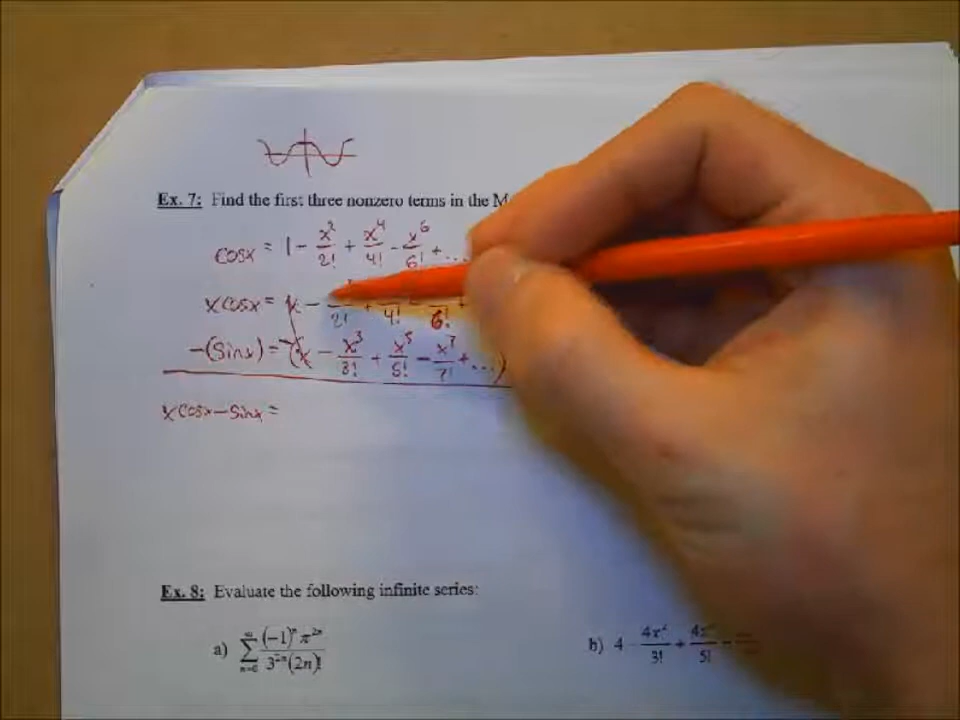 Ex. 7: Find the first three nonzero terms in the
cosx = 1 - x²/2! + x⁴/4! - x⁶/6! + ...
xcosx = x - /2! + /4! /6! +
-(sinx) = -(x - x³/3! + x⁵/5! - x⁷/7! + ...)
xcosx-sinx =
Ex. 8: Evaluate the following infinite series:
a) ∑ n=0 ∞ (-1)ⁿ π²ⁿ / 3²ⁿ(2n)!
b) 4 - 4π²/3! + 4π⁴/5! -